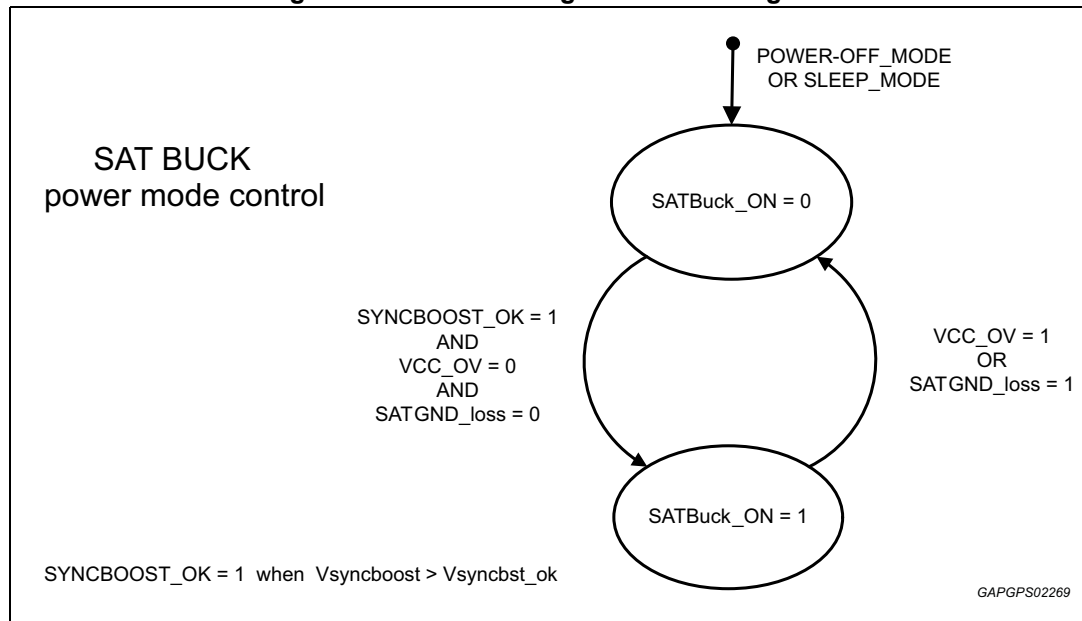 POWER-OFF_MODE
OR SLEEP_MODE
SAT BUCK
power mode control
SATBuck_ON = 0
SYNCBOOST_OK = 1
AND
VCC_OV = 0
AND
SATGND_loss = 0
VCC_OV = 1
OR
SATGND_loss = 1
SATBuck_ON = 1
SYNCBOOST_OK = 1 when Vsyncboost > Vsyncbst_ok
GAPGPS02269